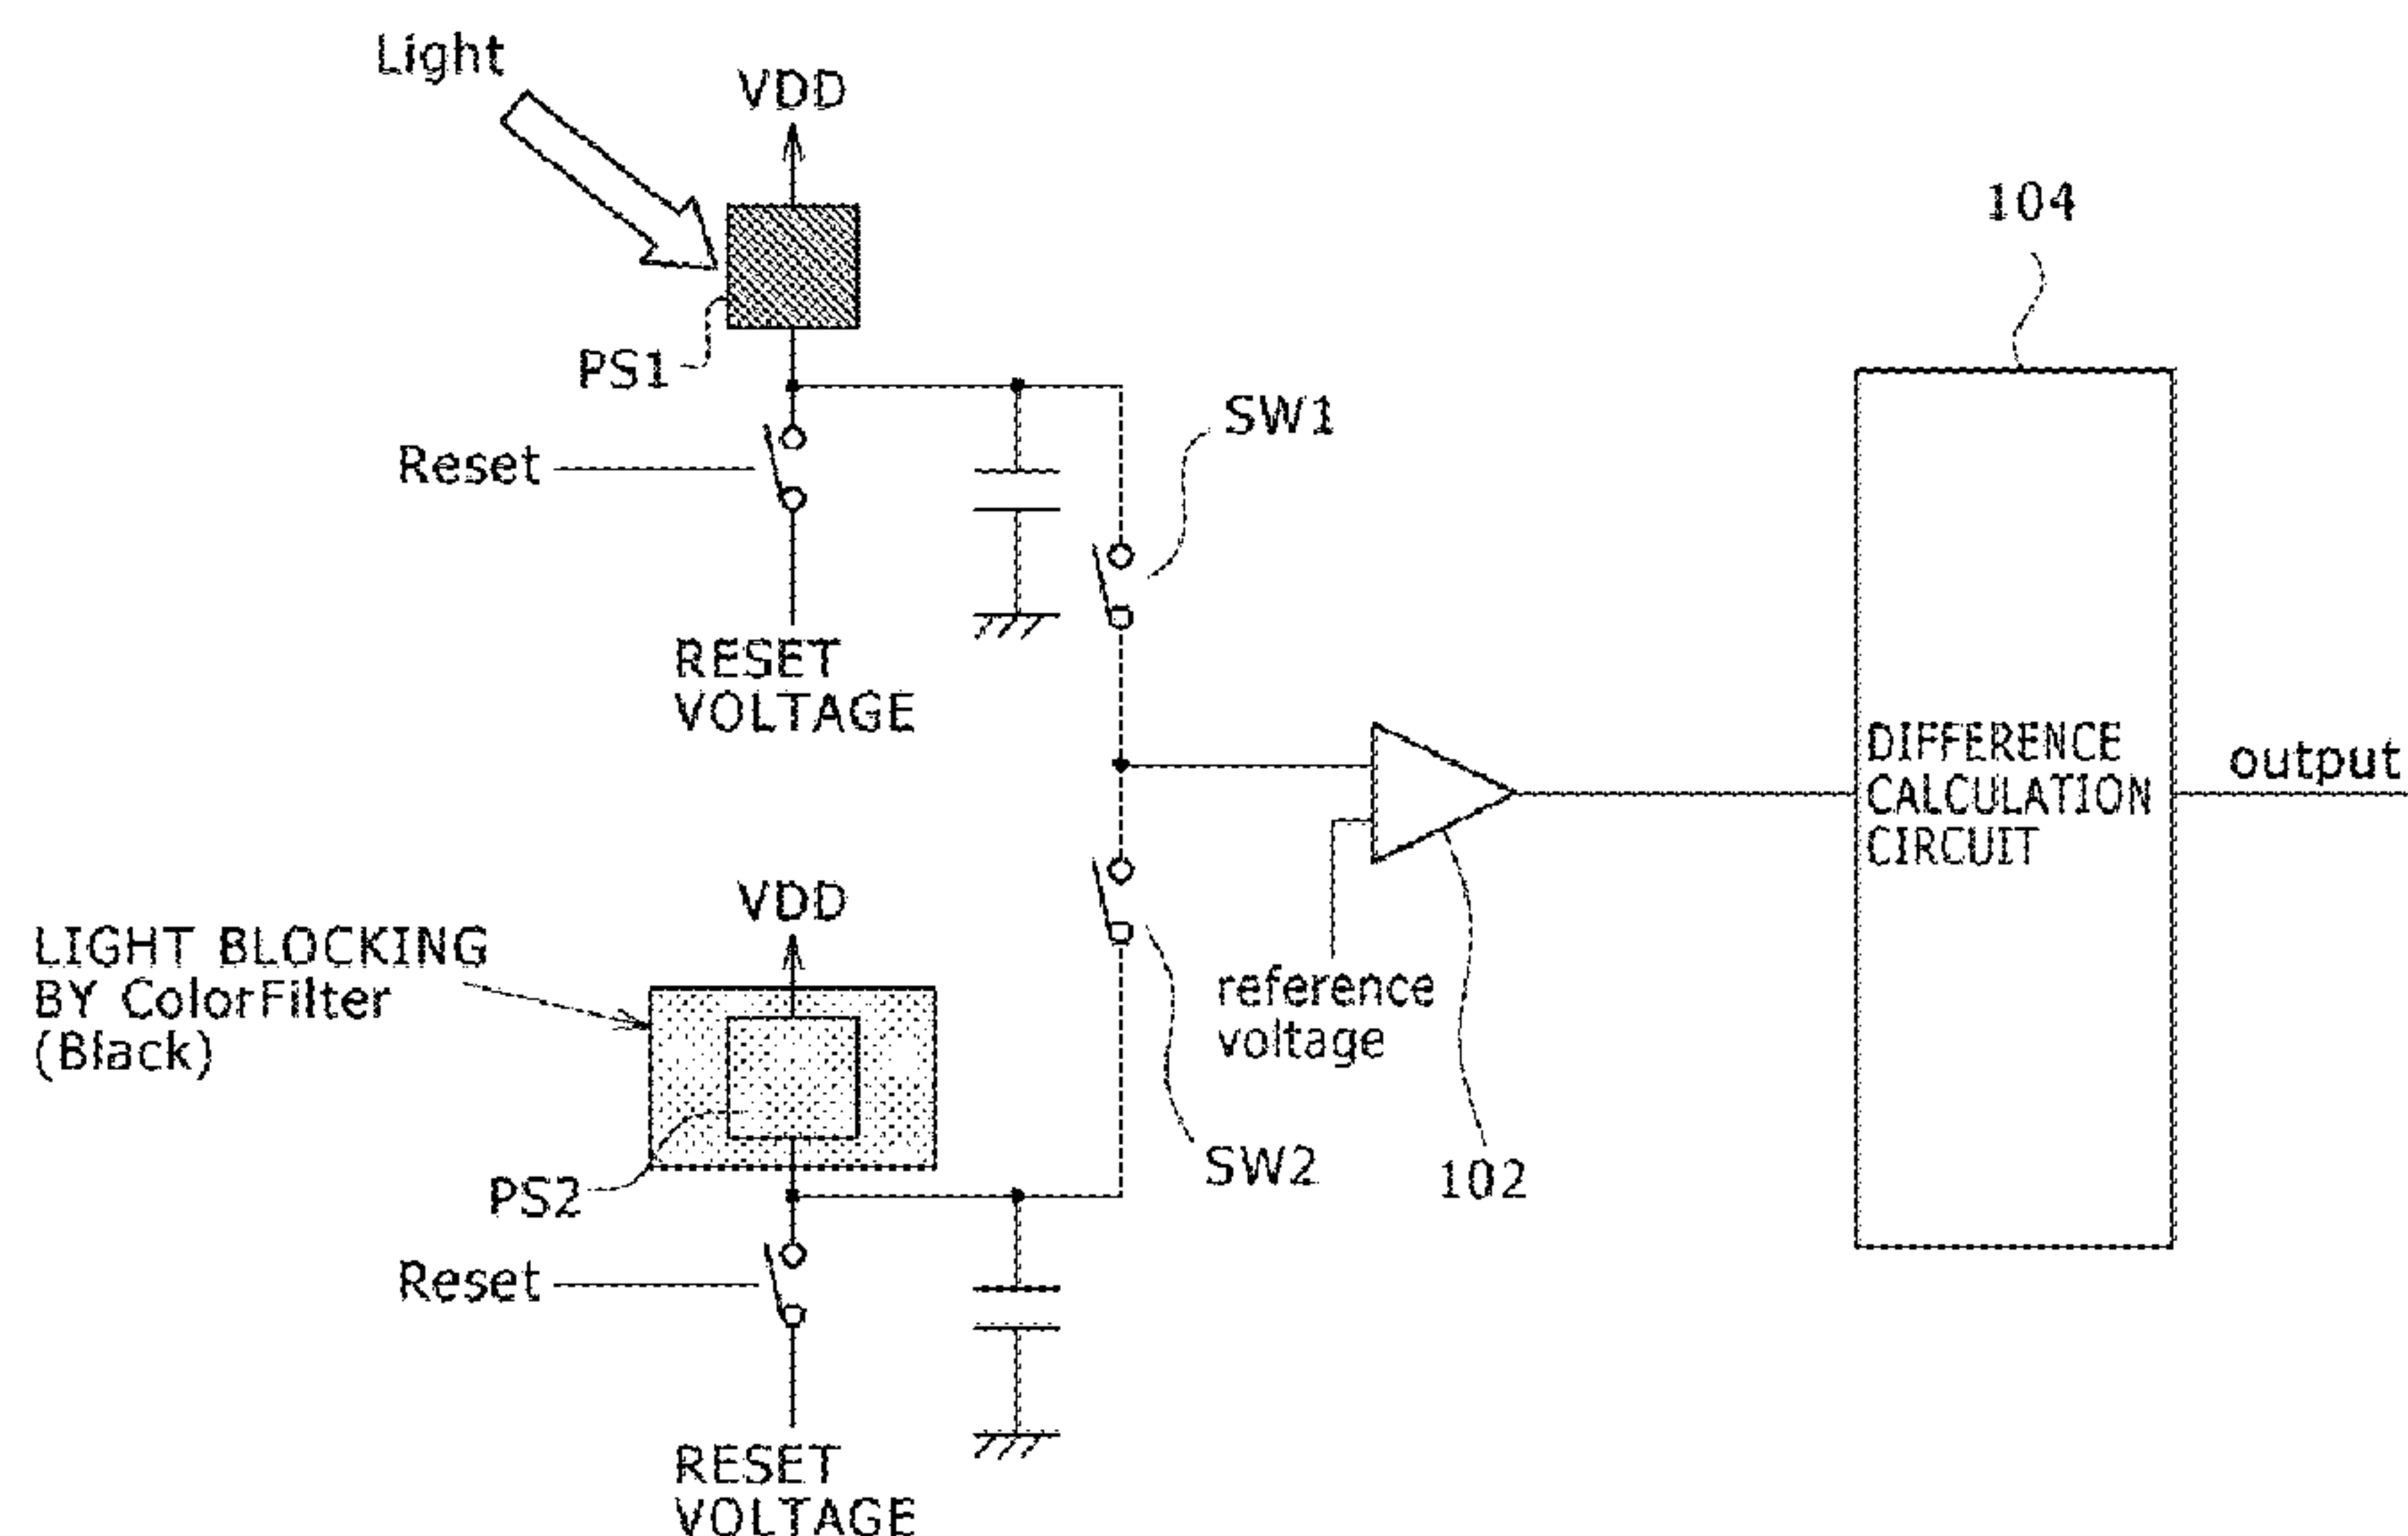 Light
VDD
104
PS1
SW1
Reset
RESET
VOLTAGE
DIFFERENCE
CALCULATION
CIRCUIT
output
VDD
LIGHT BLOCKING
BY ColorFilter
(Black)
reference
voltage
SW2
102
PS2
Reset
RESET
VOLTAGE